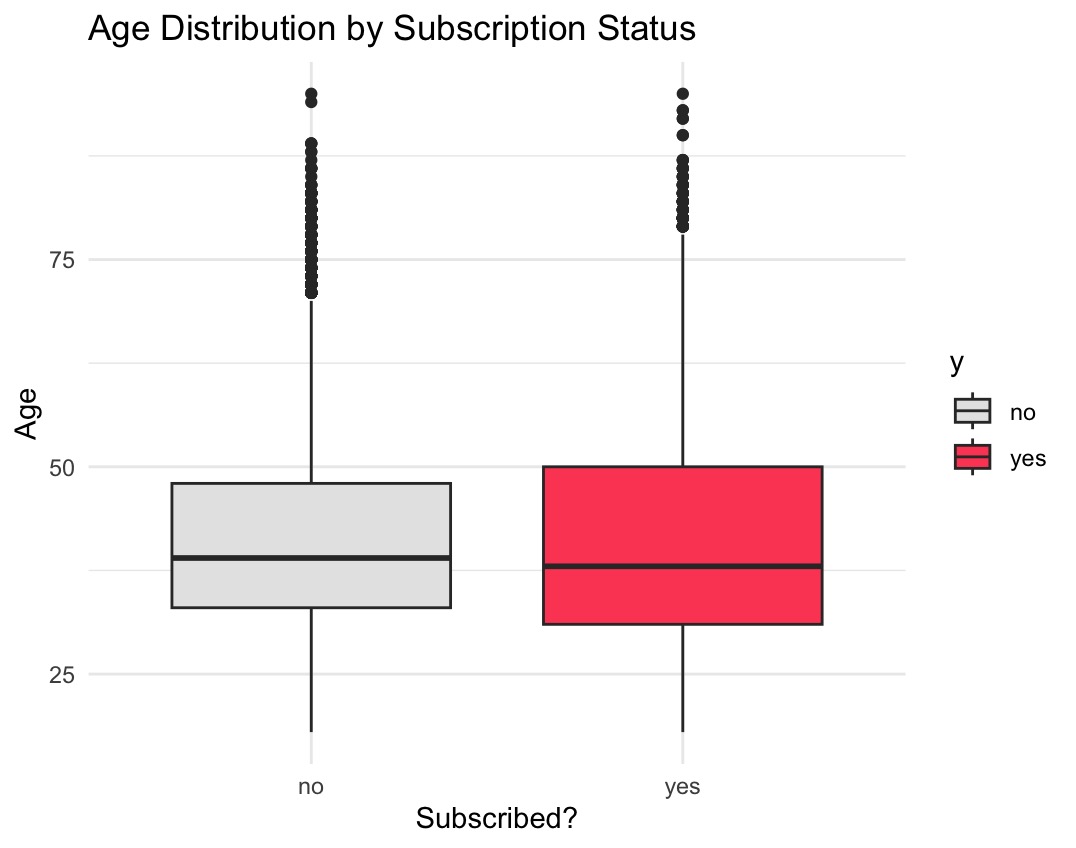 Age Distribution by Subscription Status
75
50
25
Age
no
yes
Subscribed?
y
no
yes